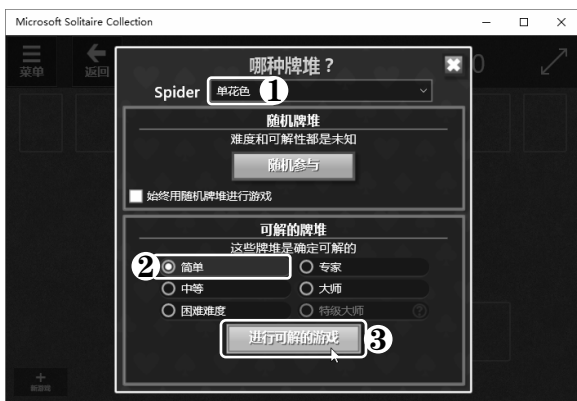 Microsoft Solitaire Collection
菜单
返回
哪种牌堆？
0
Spider 单花色 1
随机牌堆
难度和可解性都是未知
随机参与
始终用随机牌堆进行游戏
可解的牌堆
这些牌堆是确定可解的
2 简单 专家
中等 大师
困难难度 特级大师 ?
进行可解的游戏 3